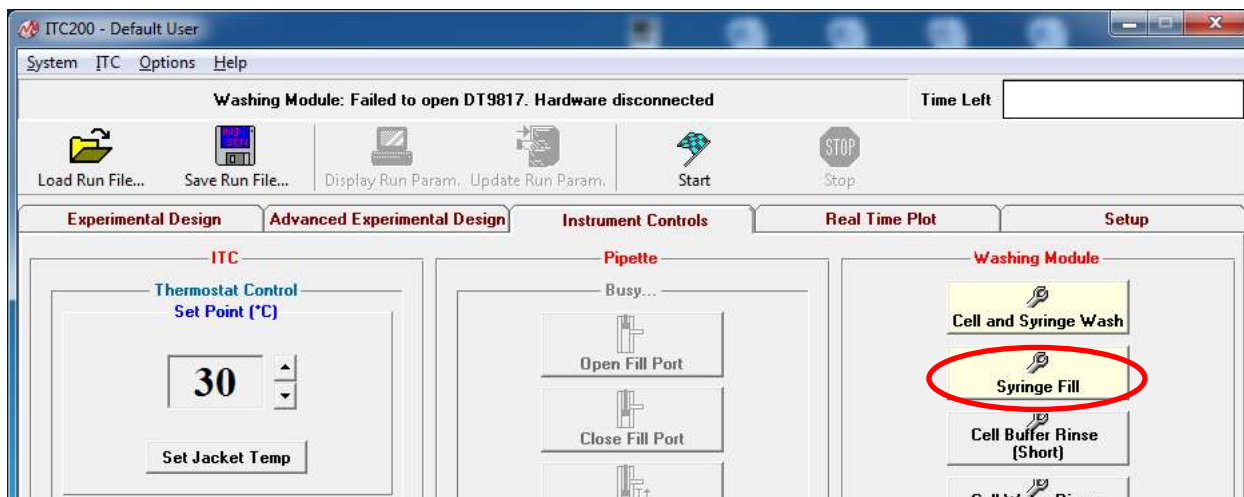 ITC200 - Default User
System ITC Options Help
Washing Module: Failed to open DT9817. Hardware disconnected
Time Left
Load Run File...
Save Run File...
Display Run Param.
Update Run Param.
Start
STOP
Stop
Experimental Design
Advanced Experimental Design
Instrument Controls
Real Time Plot
Setup
ITC
Thermostat Control
Set Point (°C)
30
Set Jacket Temp
Pipette
Busy...
Open Fill Port
Close Fill Port
Washing Module
Cell and Syringe Wash
Syringe Fill
Cell Buffer Rinse
(Short)